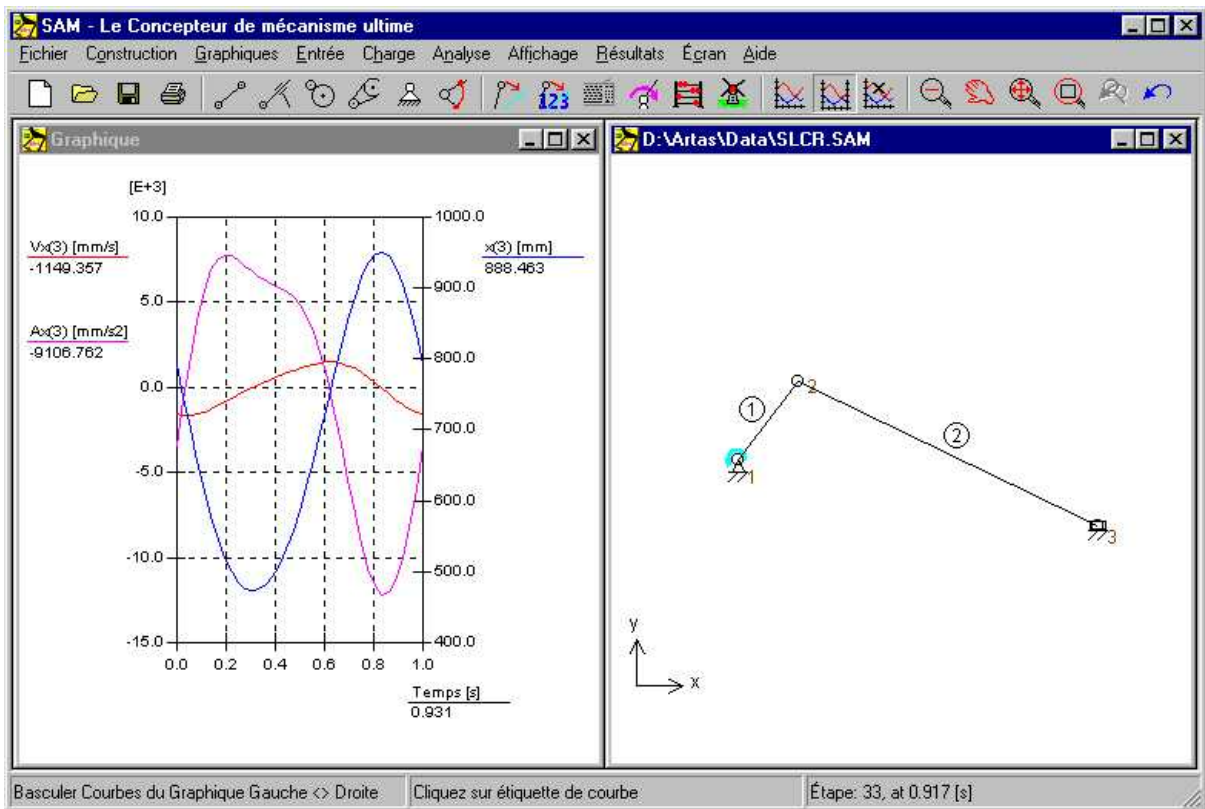 SAM - Le Concepteur de mécanisme ultime
Fichier Construction Graphiques Entrée Charge Analyse Affichage Résultats Écran Aide
123
Graphique
[E+3]
10.0
5.0
0.0
-5.0
-10.0
-15.0
Vx(3) [mm/s]
-1149.357
Ax(3) [mm/s2]
-9106.762
1000.0
900.0
800.0
700.0
600.0
500.0
400.0
x(3) [mm]
888.463
0.0 0.2 0.4 0.6 0.8 1.0
Temps [s]
0.931
D:\Artas\Data\SLCR.SAM
1
2
2
1
3
y
x
Basculer Courbes du Graphique Gauche <> Droite
Cliquez sur étiquette de courbe
Étape: 33, at 0.917 [s]